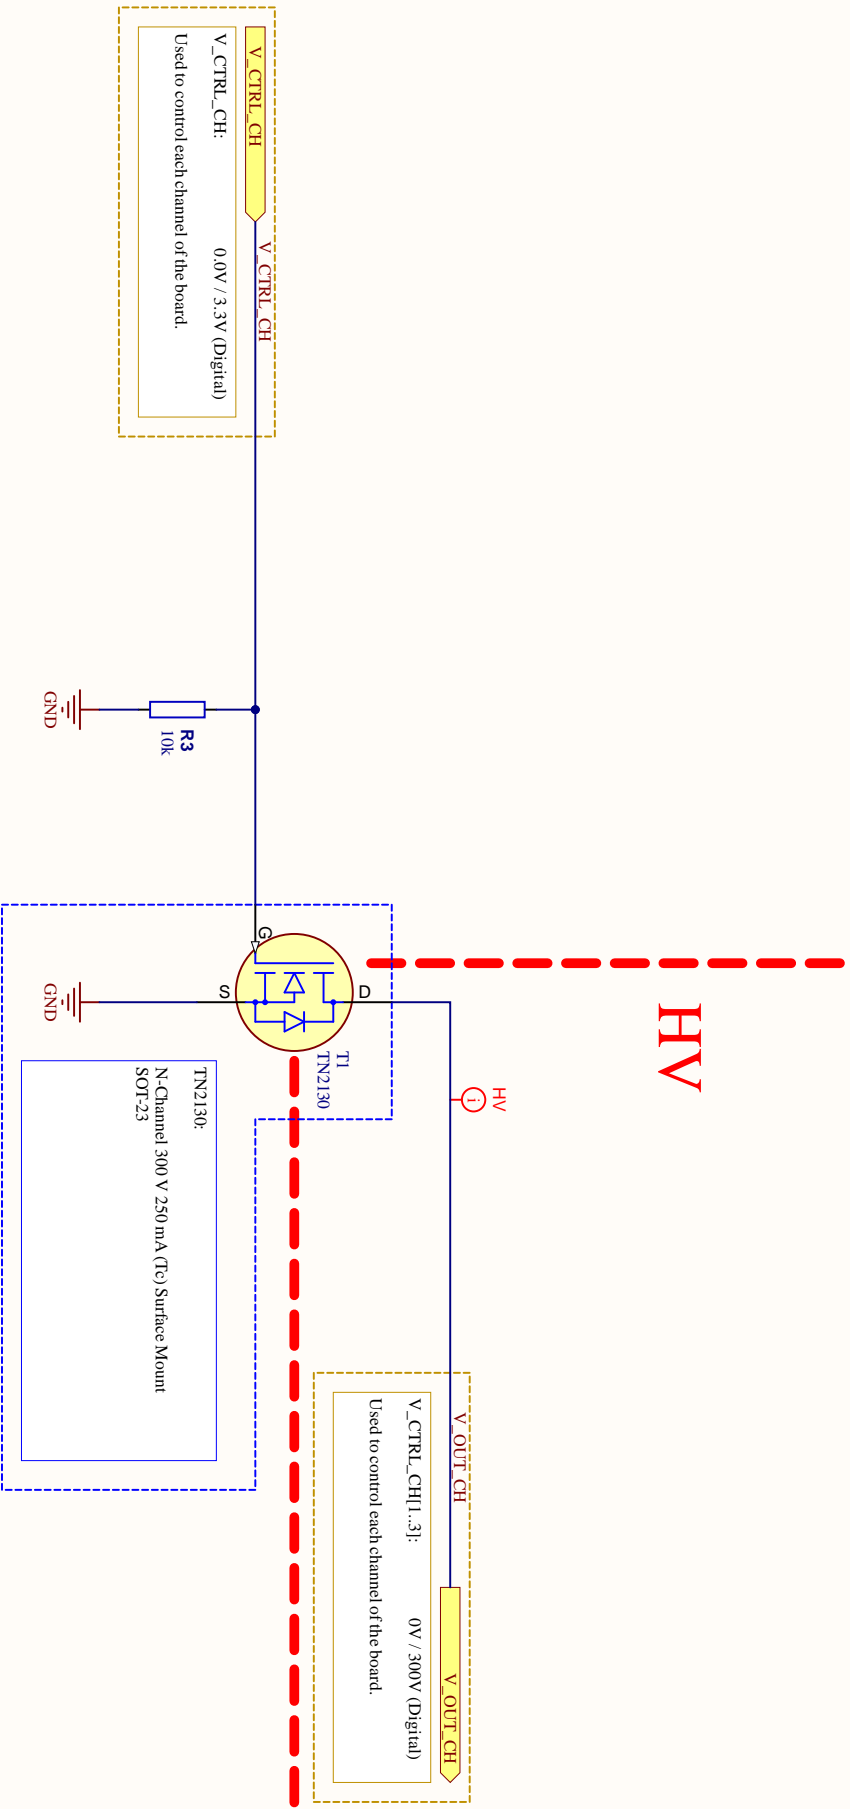 V_CTRL_CH
V_CTRL_CH
V_CTRL_CH: 0.0V / 3.3V (Digital)
Used to control each channel of the board.
R3
10k
GND
HV
G
D
S
T1
TN2130
GND
TN2130:
N-Channel 300 V 250 mA (Tc) Surface Mount
SOT-23
HV
i
V_OUT_CH
V_OUT_CH
V_CTRL_CH[1..3]: 0V / 300V (Digital)
Used to control each channel of the board.